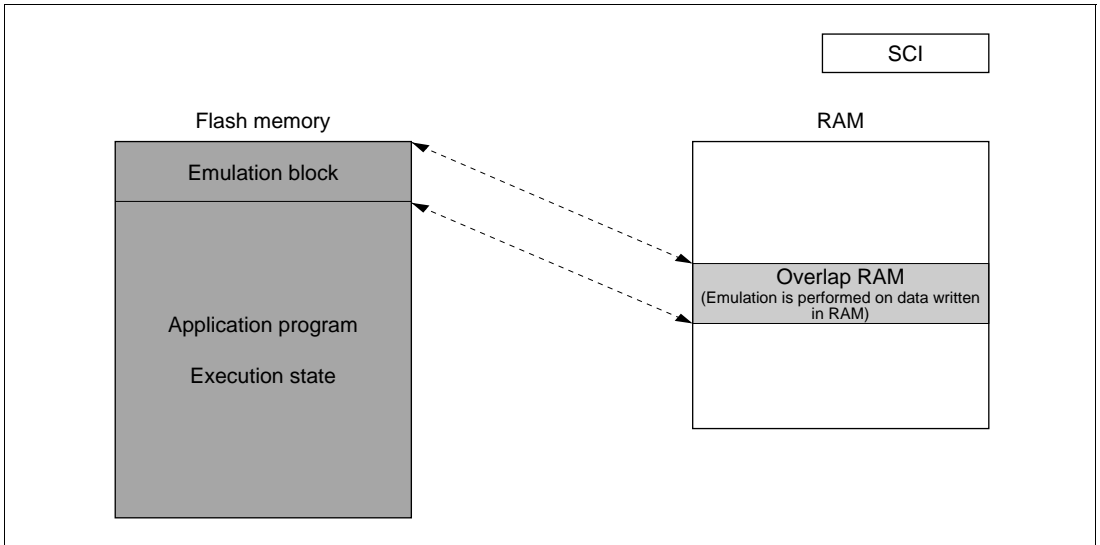 SCI
Flash memory
RAM
Emulation block
Overlap RAM
(Emulation is performed on data written
in RAM)
Application program
Execution state